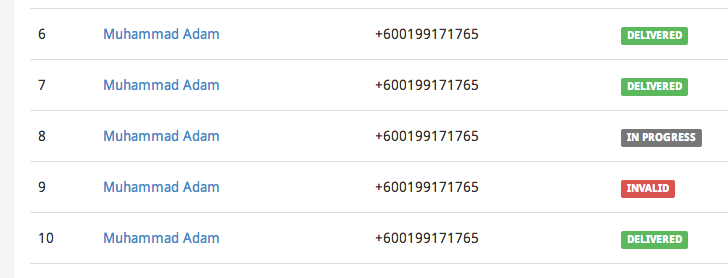 6 Muhammad Adam +600199171765 DELIVERED
7 Muhammad Adam +600199171765 DELIVERED
8 Muhammad Adam +600199171765 IN PROGRESS
9 Muhammad Adam +600199171765 INVALID
10 Muhammad Adam +600199171765 DELIVERED